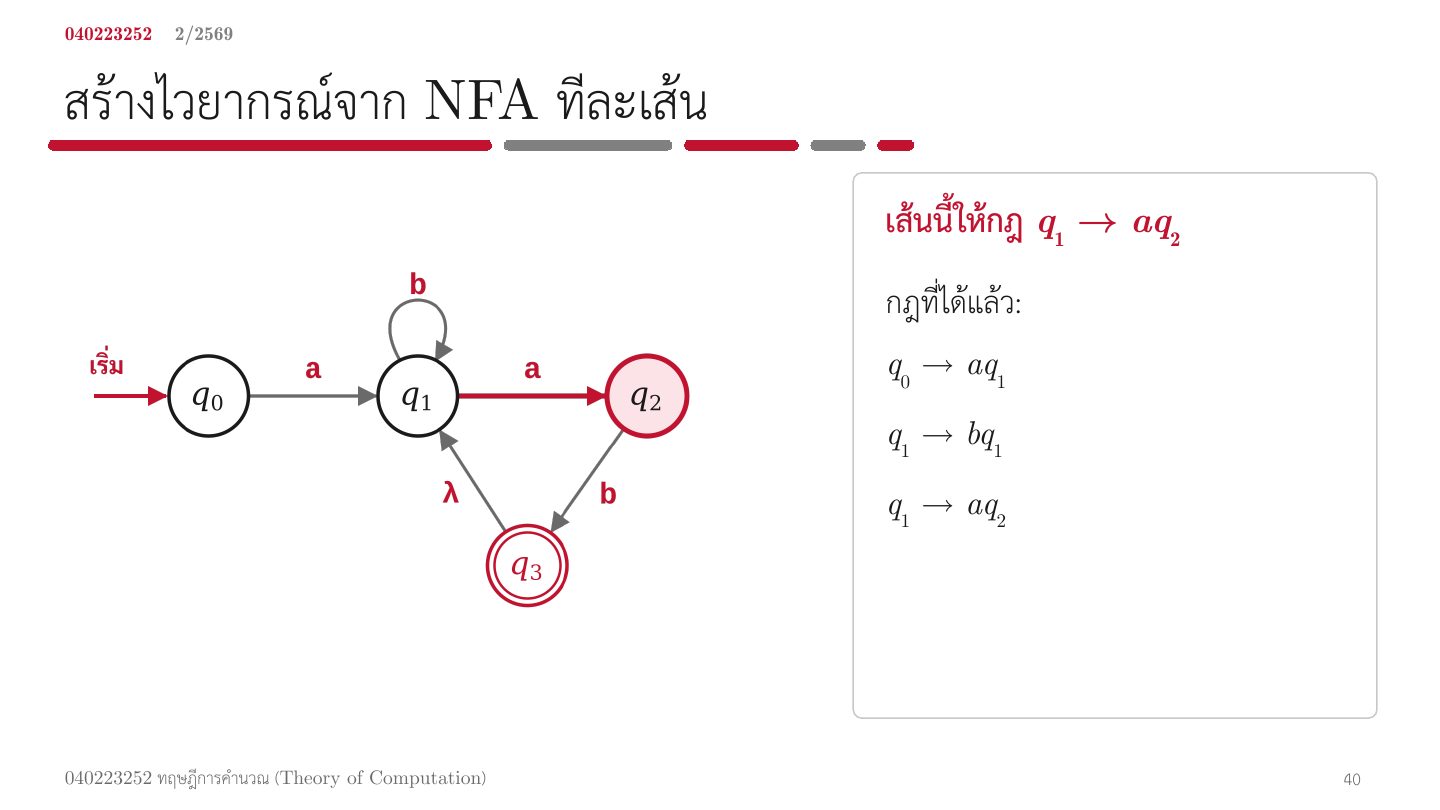 040223252 2/2569
สร้างไวยากรณ์จาก NFA ทีละเส้น
เส้นนี้ให้กฎ q₁ → aq₂
กฎที่ได้แล้ว:
q₀ → aq₁
q₁ → bq₁
q₁ → aq₂
b
เริ่ม
a
a
q₀
q₁
q₂
λ
b
q₃
040223252 ทฤษฎีการคำนวณ (Theory of Computation)
40